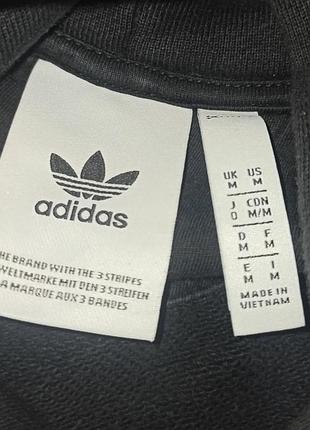 adidas
HE BRAND WITH THE 3 STRIPES
WELTMARKE MIT DEN 3 STREIFEN
A MARQUE AUX 3 BANDES
UK US
M M
J CDN
O M/M
D F
M M
E I
M M
MADE IN
VIETNAM